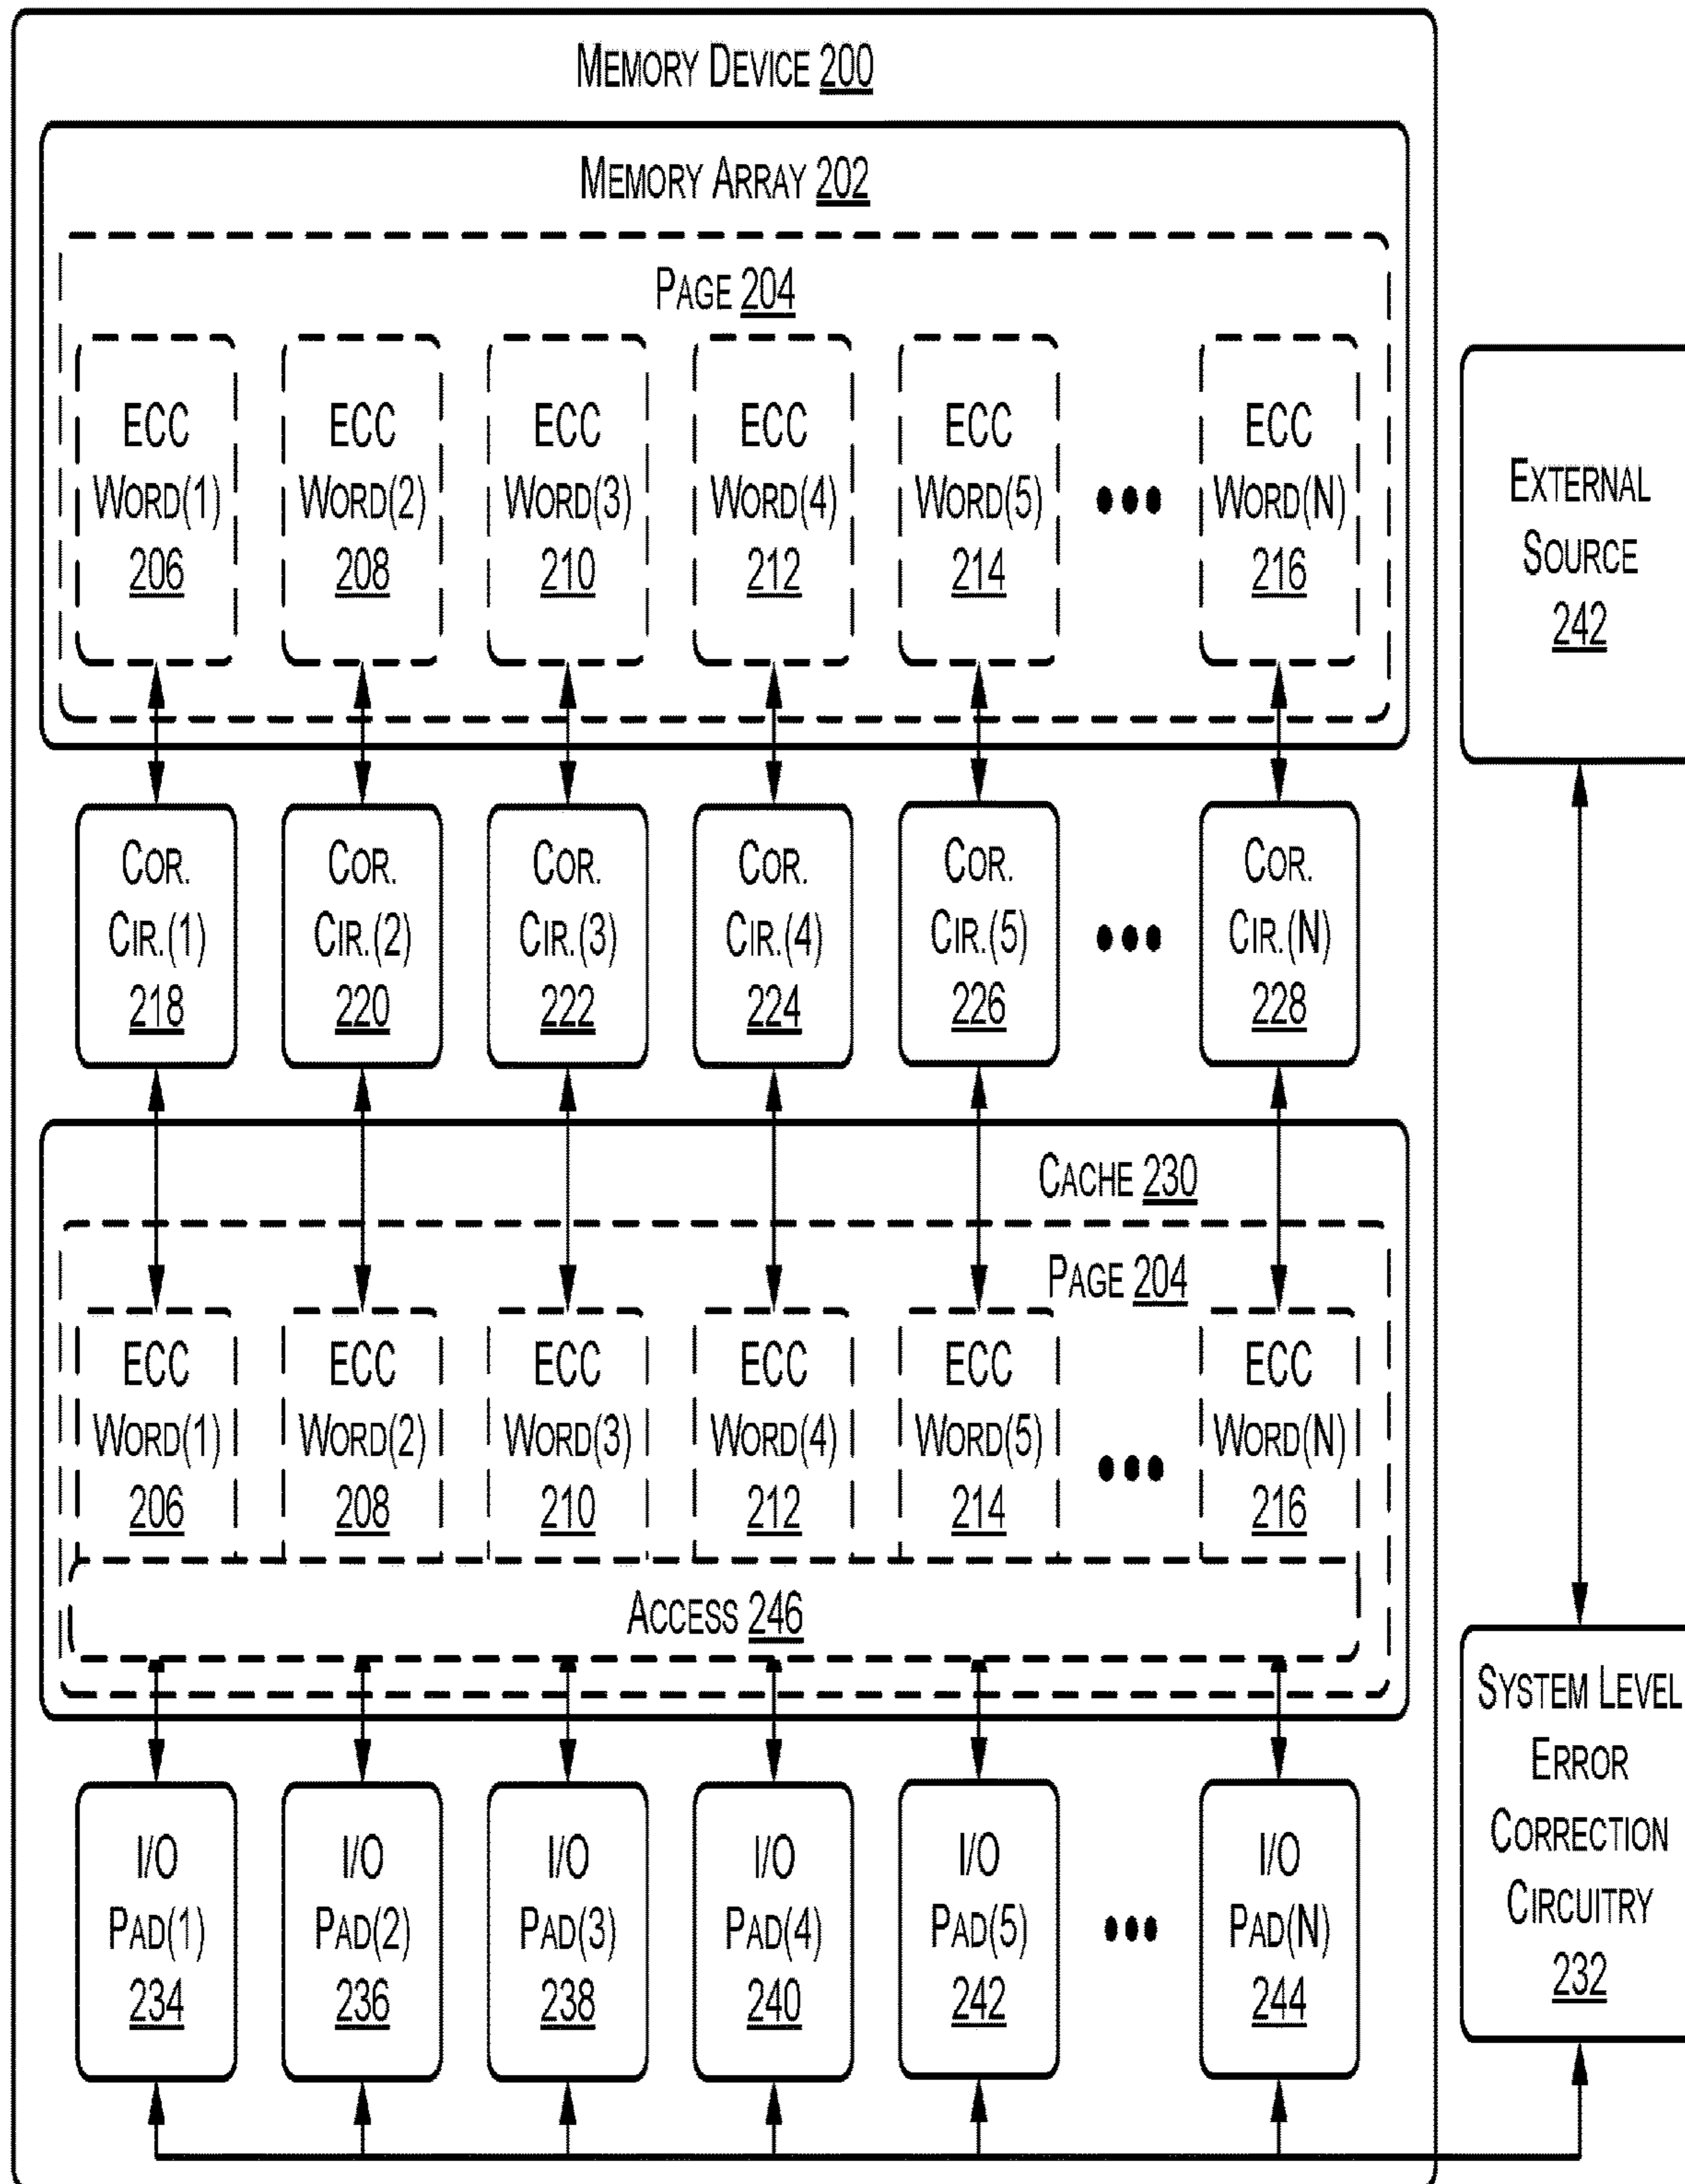 MEMORY DEVICE 200
MEMORY ARRAY 202
PAGE 204
ECC WORD(1) 206
ECC WORD(2) 208
ECC WORD(3) 210
ECC WORD(4) 212
ECC WORD(5) 214
•••
ECC WORD(N) 216
COR. CIR.(1) 218
COR. CIR.(2) 220
COR. CIR.(3) 222
COR. CIR.(4) 224
COR. CIR.(5) 226
•••
COR. CIR.(N) 228
CACHE 230
PAGE 204
ECC WORD(1) 206
ECC WORD(2) 208
ECC WORD(3) 210
ECC WORD(4) 212
ECC WORD(5) 214
•••
ECC WORD(N) 216
ACCESS 246
I/O PAD(1) 234
I/O PAD(2) 236
I/O PAD(3) 238
I/O PAD(4) 240
I/O PAD(5) 242
•••
I/O PAD(N) 244
EXTERNAL
SOURCE
242
SYSTEM LEVEL
ERROR
CORRECTION
CIRCUITRY
232